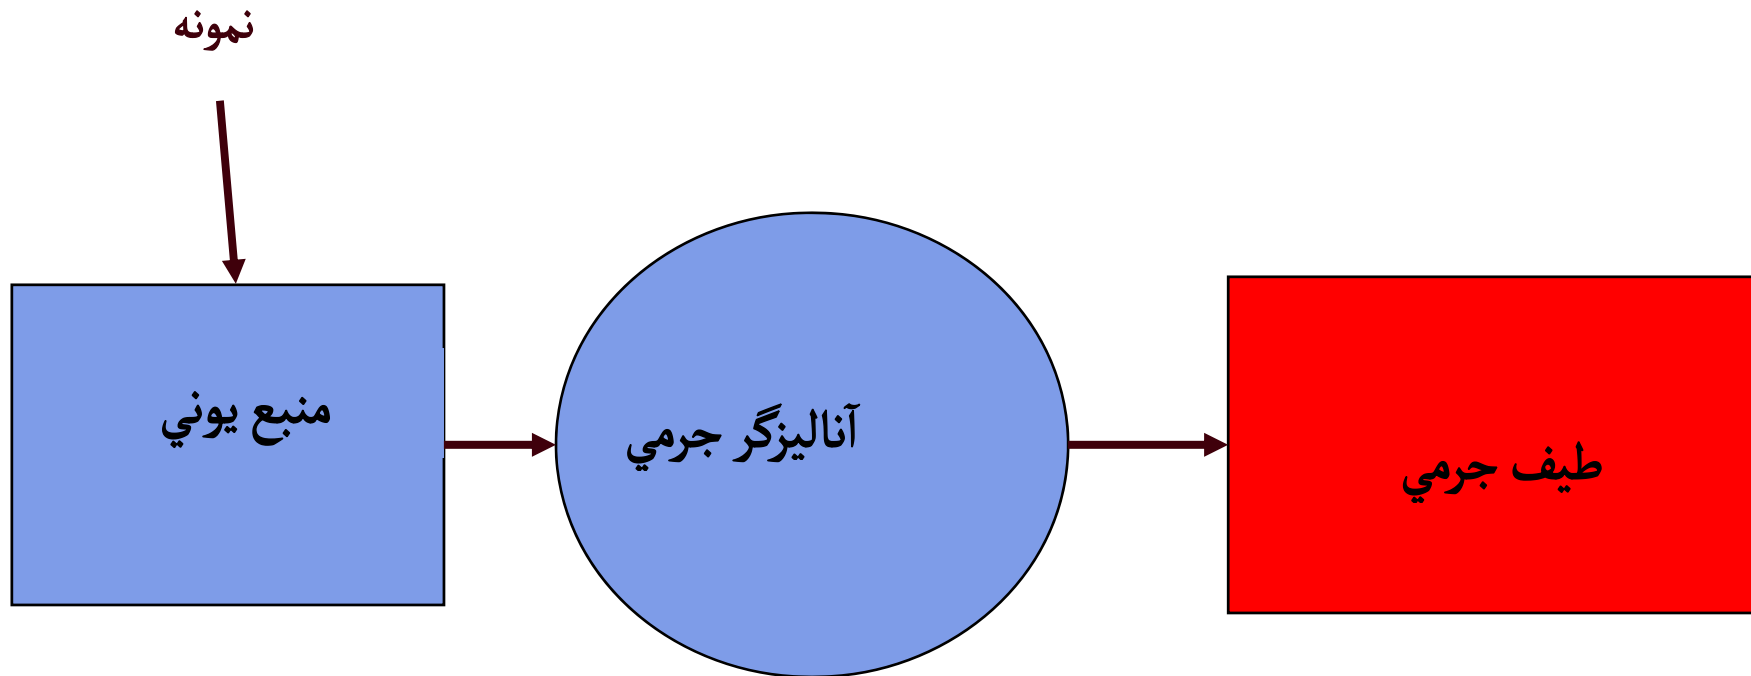 نمونه
منبع يوني
آناليزگر جرمي
طيف جرمي